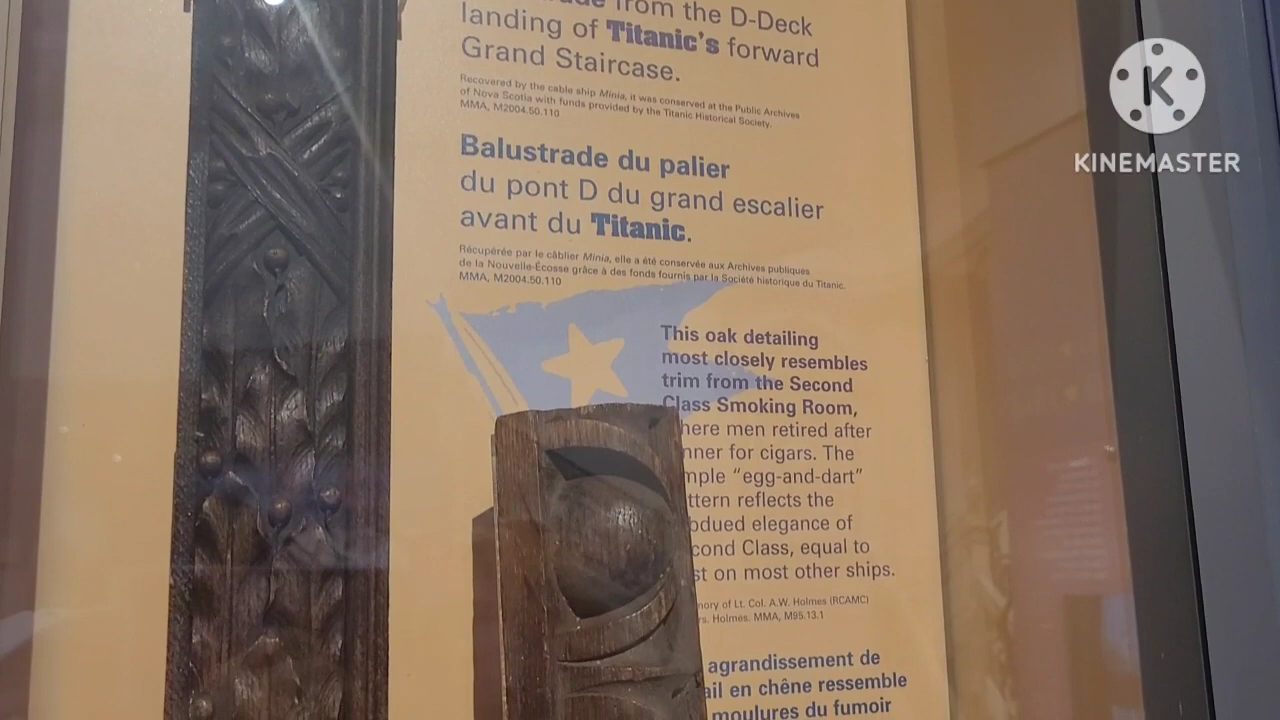 from the D-Deck
landing of Titanic's forward
Grand Staircase.
Recovered by the cable ship Minia, it was conserved at the Public Archives
of Nova Scotia with funds provided by the Titanic Historical Society.
MMA, M2004.50.110
Balustrade du palier
du pont D du grand escalier
avant du Titanic.
Récupérée par le câblier Minia, elle a été conservée aux Archives publiques
de la Nouvelle-Écosse grâce à des fonds fournis par la Société historique du Titanic.
MMA, M2004.50.110
This oak detailing
most closely resembles
trim from the Second
Class Smoking Room,
here men retired after
nner for cigars. The
mple "egg-and-dart"
ttern reflects the
bdued elegance of
cond Class, equal to
st on most other ships.
mory of Lt. Col. A.W. Holmes (RCAMC)
rs. Holmes. MMA, M95.13.1
agrandissement de
ail en chêne ressemble
moulures du fumoir
K
KINEMASTER